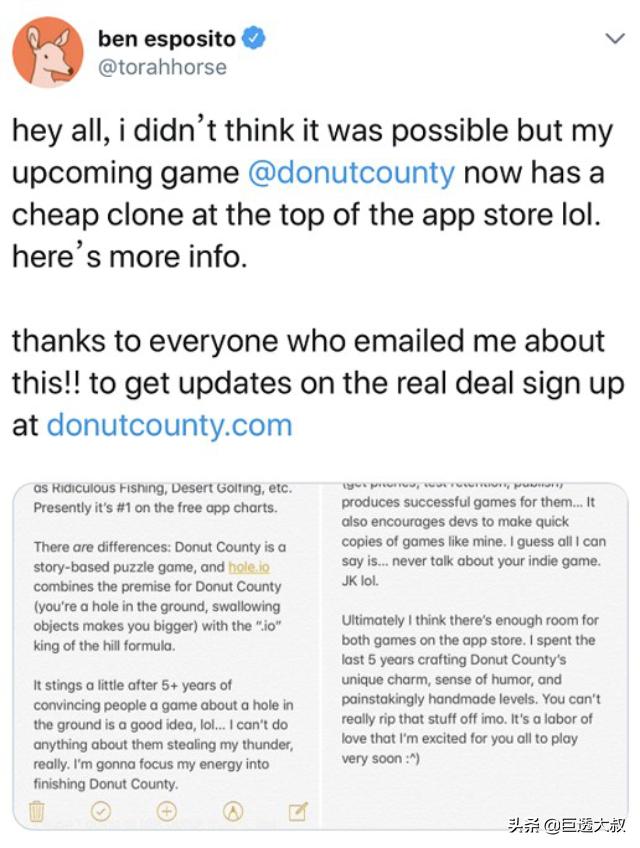 ben esposito
@torahhorse
hey all, i didn't think it was possible but my
upcoming game @donutcounty now has a
cheap clone at the top of the app store lol.
here's more info.
thanks to everyone who emailed me about
this!! to get updates on the real deal sign up
at donutcounty.com
as Ridiculous Fishing, Desert Golfing, etc.
Presently it's #1 on the free app charts.
There are differences: Donut County is a
story-based puzzle game, and hole.io
combines the premise for Donut County
(you're a hole in the ground, swallowing
objects makes you bigger) with the ".io"
king of the hill formula.
It stings a little after 5+ years of
convincing people a game about a hole in
the ground is a good idea, lol... I can't do
anything about them stealing my thunder,
really. I'm gonna focus my energy into
finishing Donut County.
produces successful games for them... It
also encourages devs to make quick
copies of games like mine. I guess all I can
say is... never talk about your indie game.
JK lol.
Ultimately I think there's enough room for
both games on the app store. I spent the
last 5 years crafting Donut County's
unique charm, sense of humor, and
painstakingly handmade levels. You can't
really rip that stuff off imo. It's a labor of
love that I'm excited for you all to play
very soon :^)
头条 @巨透大叔